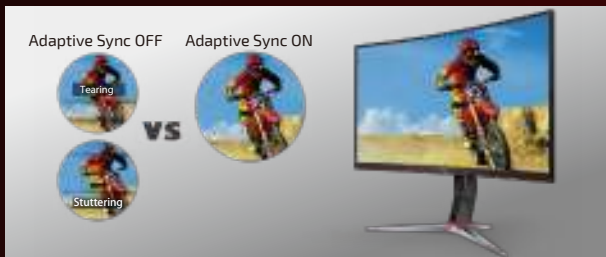 Adaptive Sync OFF
Adaptive Sync ON
Tearing
VS
Stuttering